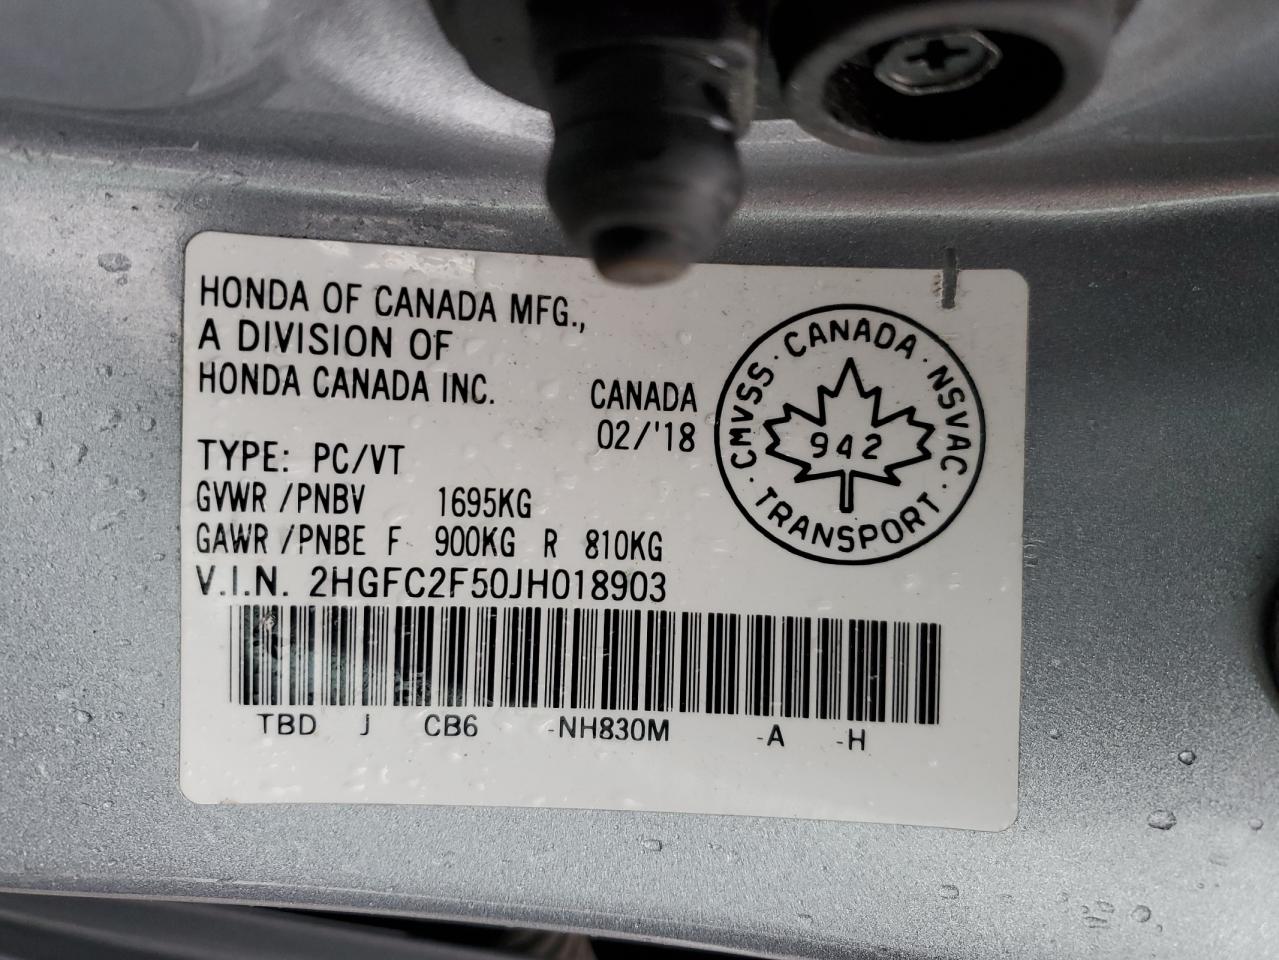 HONDA OF CANADA MFG.,
A DIVISION OF
HONDA CANADA INC.
CANADA
02/'18
TYPE: PC/VT
GVWR /PNBV 1695KG
GAWR /PNBE F 900KG R 810KG
V.I.N. 2HGFC2F50JH018903
TBD J CB6 -NH830M -A -H
CMVSS · CANADA · NSVAC
942
· TRANSPORT ·